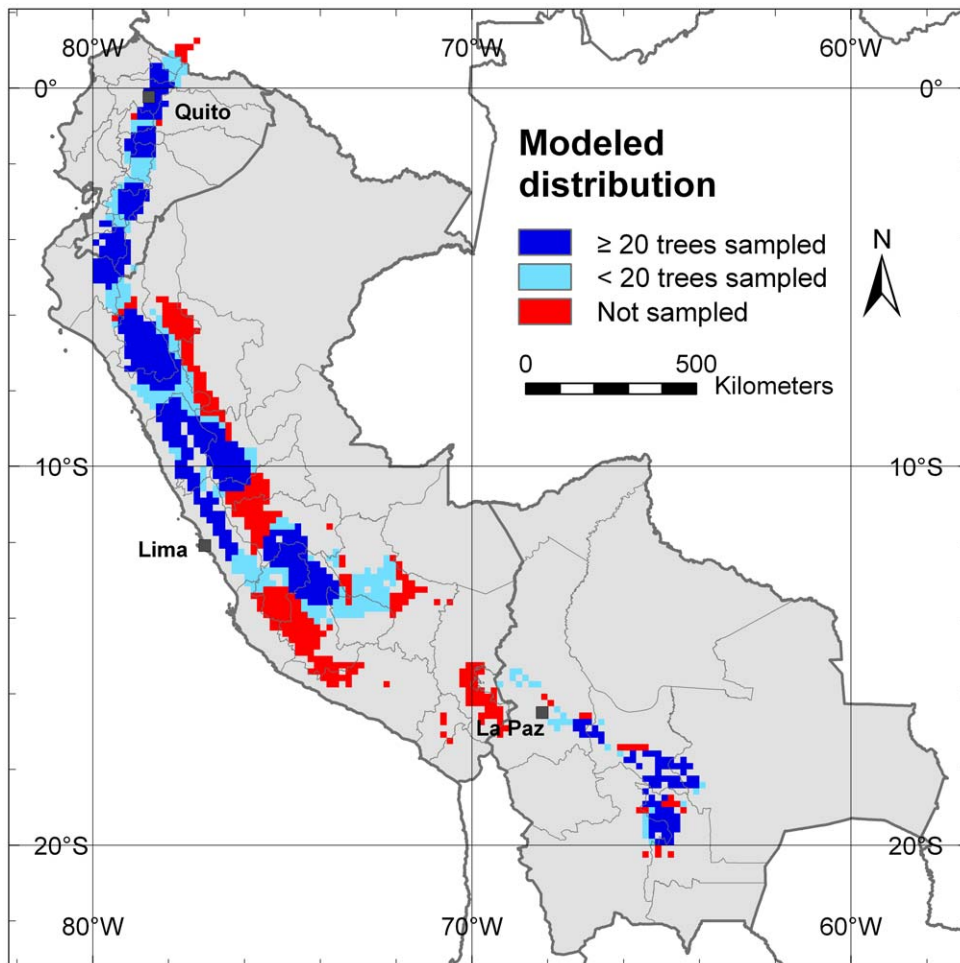 80°W 70°W 60°W
0° 0°
Quito
Modeled
distribution
≥ 20 trees sampled
< 20 trees sampled
Not sampled
N
0 500
Kilometers
10°S 10°S
Lima
La Paz
20°S 20°S
80°W 70°W 60°W